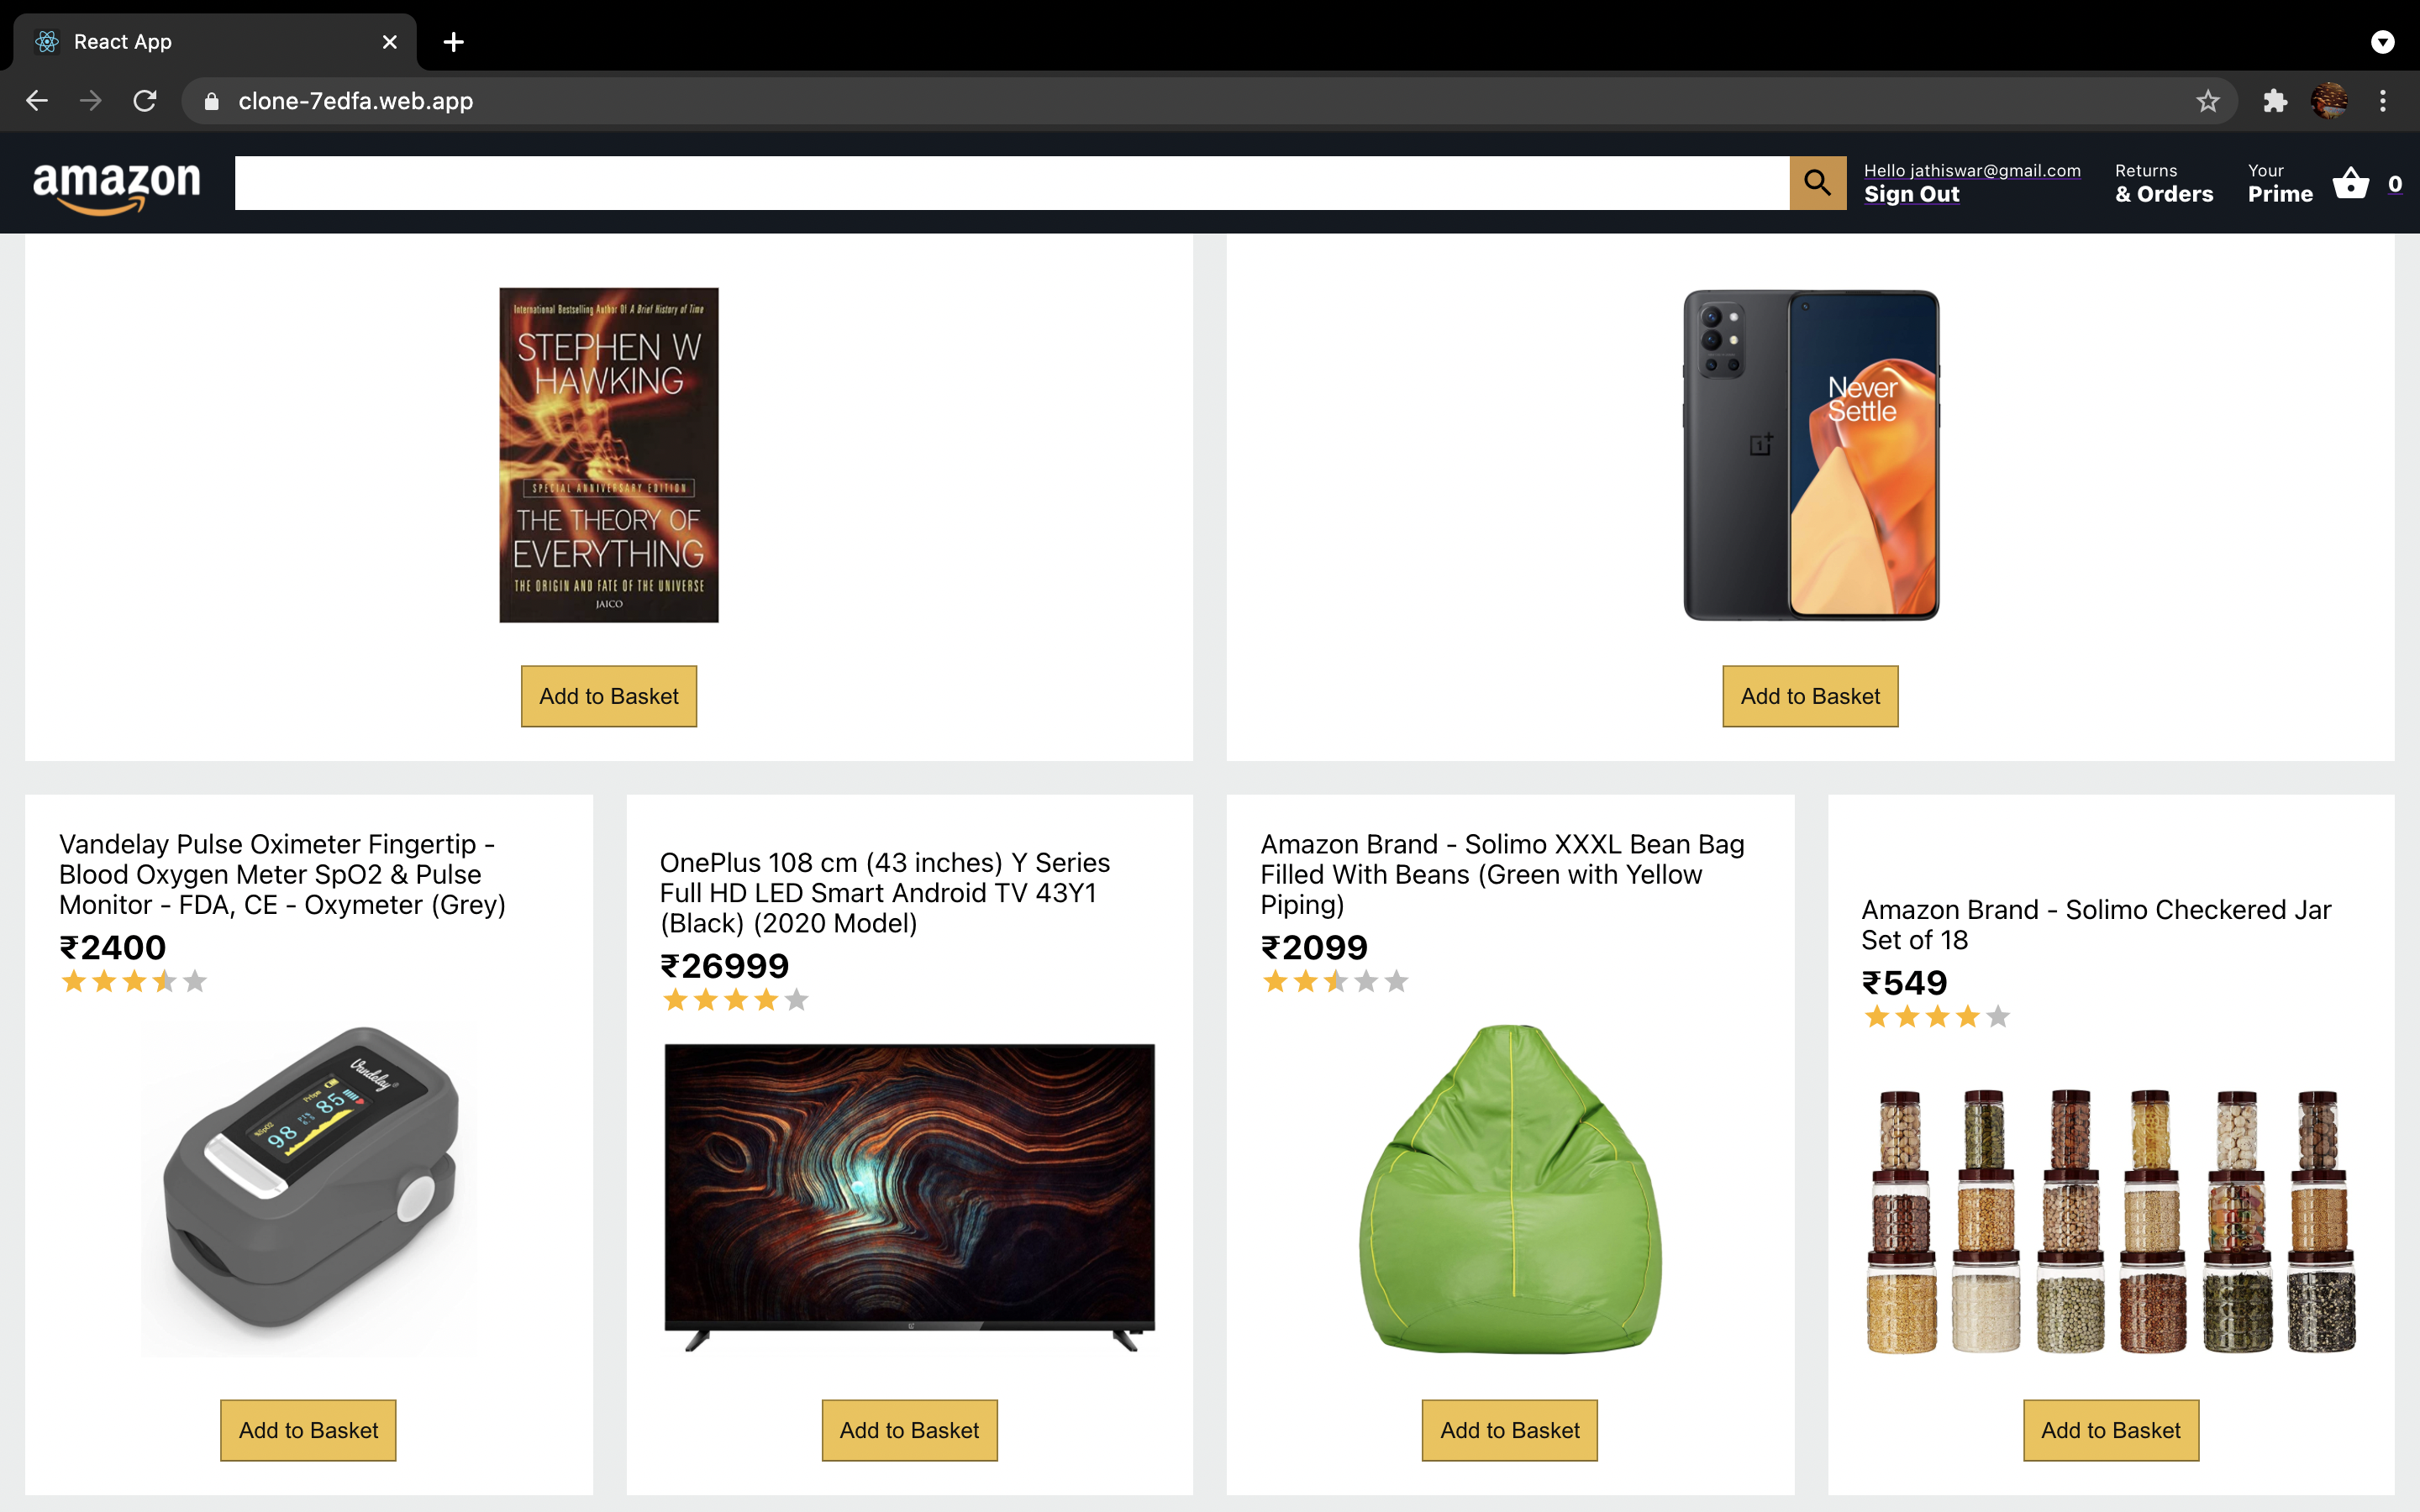 React App
clone-7edfa.web.app
amazon
Hello jathiswar@gmail.com
Sign Out
Returns
& Orders
Your
Prime
0
International Bestselling Author Of A Brief History of Time
STEPHEN W
HAWKING
SPECIAL ANNIVERSARY EDITION
THE THEORY OF
EVERYTHING
THE ORIGIN AND FATE OF THE UNIVERSE
JAICO
Add to Basket
Never
Settle
Add to Basket
Vandelay Pulse Oximeter Fingertip -
Blood Oxygen Meter SpO2 & Pulse
Monitor - FDA, CE - Oxymeter (Grey)
₹2400
Vandelay
%SpO2
PRbpm
98
85
Add to Basket
OnePlus 108 cm (43 inches) Y Series
Full HD LED Smart Android TV 43Y1
(Black) (2020 Model)
₹26999
Add to Basket
Amazon Brand - Solimo XXXL Bean Bag
Filled With Beans (Green with Yellow
Piping)
₹2099
Add to Basket
Amazon Brand - Solimo Checkered Jar
Set of 18
₹549
Add to Basket